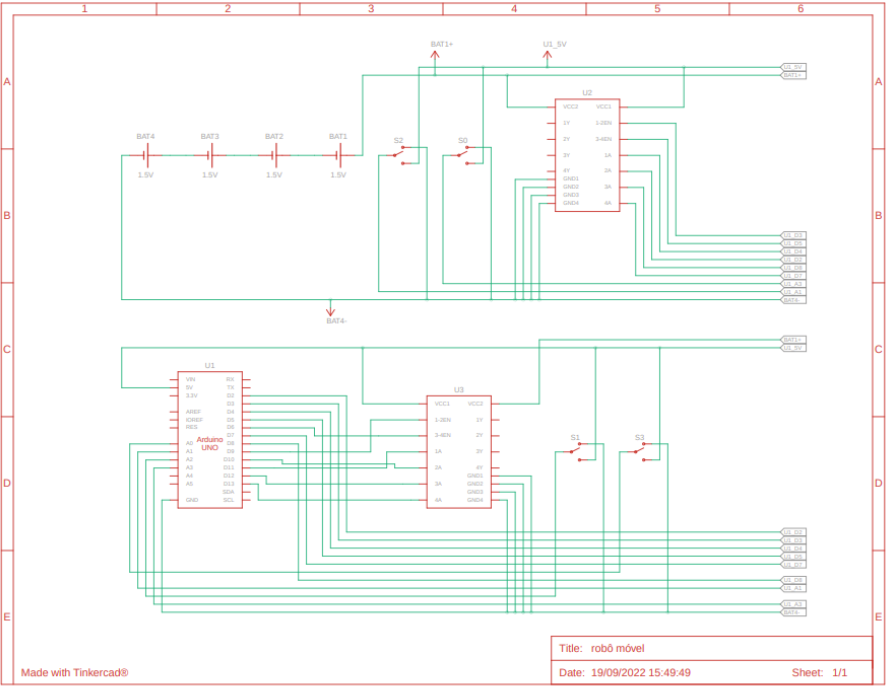 1 2 3 4 5 6
A A
B B
C C
D D
E E
BAT1+ U1_5V
U1_5V
BAT1+
U2
VCC2 VCC1
1Y 1-2EN
2Y 3-4EN
3Y 1A
4Y 2A
GND1
GND2 3A
GND3
GND4 4A
BAT4 BAT3 BAT2 BAT1 S2 S0
1.5V 1.5V 1.5V 1.5V
U1_D3
U1_D5
U1_D4
U1_D2
U1_D8
U1_D7
U1_A3
U1_A1
BAT4-
BAT4-
BAT1+
U1_5V
U1
VIN RX
5V TX
3.3V D2
D3
AREF D4
IOREF D5
RES D6
D7
A0 D8
A1 D9
A2 D10
A3 D11
A4 D12
A5 D13
SDA
GND SCL
Arduino
UNO
U3
VCC1 VCC2
1-2EN 1Y
3-4EN 2Y
1A 3Y
2A 4Y
GND1
3A GND2
GND3
4A GND4
S1 S3
U1_D2
U1_D3
U1_D4
U1_D5
U1_D7
U1_D8
U1_A1
U1_A3
BAT4-
Title: robô móvel
Made with Tinkercad®
Date: 19/09/2022 15:49:49 Sheet: 1/1